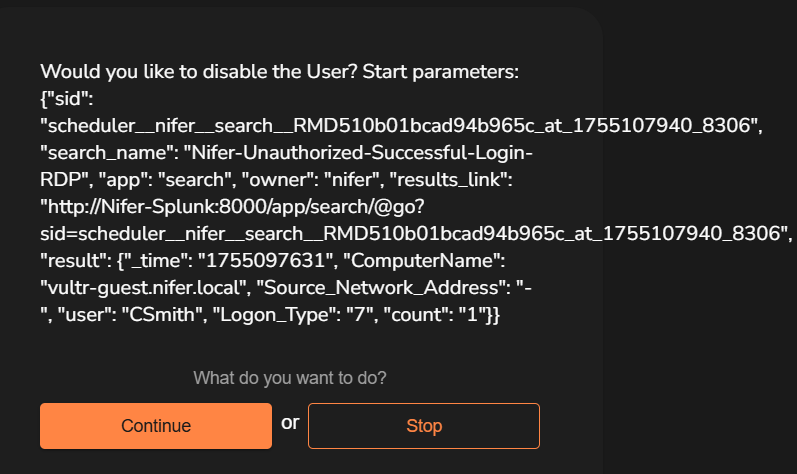 Would you like to disable the User? Start parameters:
{"sid":
"scheduler__nifer__search__RMD510b01bcad94b965c_at_1755107940_8306",
"search_name": "Nifer-Unauthorized-Successful-Login-
RDP", "app": "search", "owner": "nifer", "results_link":
"http://Nifer-Splunk:8000/app/search/@go?
sid=scheduler__nifer__search__RMD510b01bcad94b965c_at_1755107940_8306",
"result": {"_time": "1755097631", "ComputerName":
"vultr-guest.nifer.local", "Source_Network_Address": "-
", "user": "CSmith", "Logon_Type": "7", "count": "1"}}
What do you want to do?
Continue or Stop